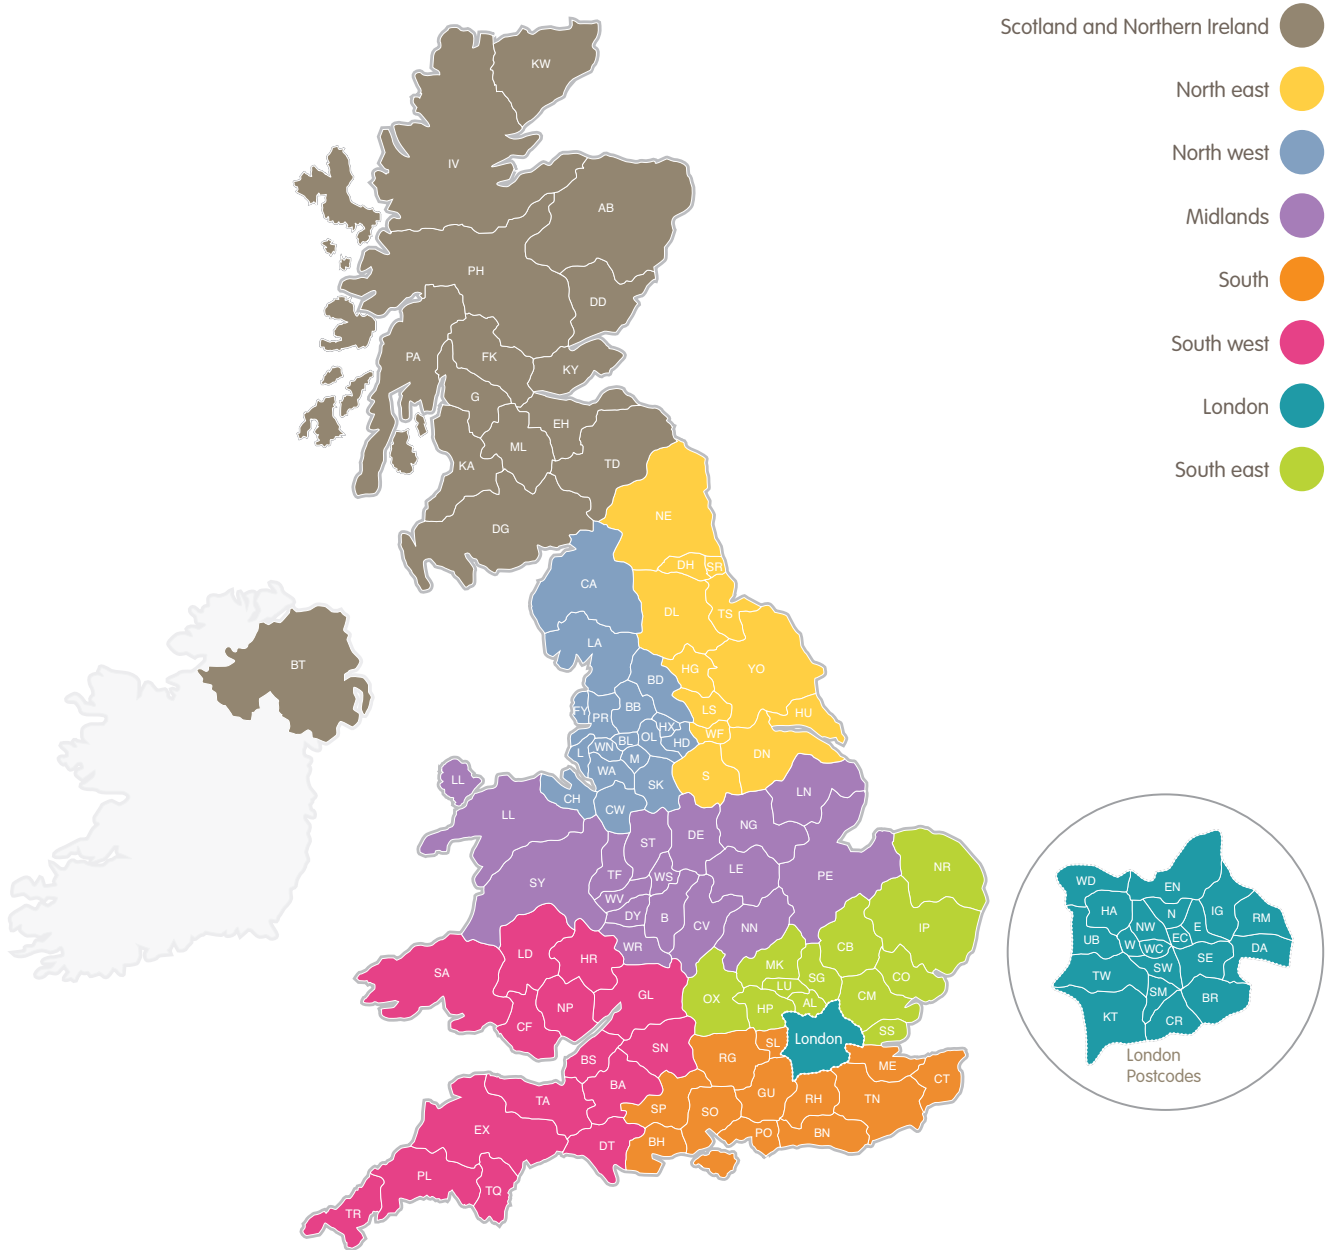 Scotland and Northern Ireland
North east
North west
Midlands
South
South west
London
South east
KW
IV
AB
PH
DD
PA
FK
KY
G
EH
ML
KA
TD
DG
NE
DH
SR
CA
DL
TS
LA
BT
HG
YO
BD
FY
PR
BB
LS
HU
HX
WF
OL
BL
WN
L
HD
DN
M
WA
S
SK
LL
CH
CW
LL
LN
NG
DE
ST
LE
NR
TF
WS
PE
SY
WV
DY
B
CV
NN
IP
WR
CB
LD
HR
SA
MK
SG
CO
LU
GL
OX
HP
AL
CM
NP
CF
SS
London
SN
SL
BS
RG
ME
BA
GU
CT
TA
SP
SO
RH
TN
EX
PO
BN
BH
DT
PL
TQ
TR
WD
EN
HA
N
IG
RM
NW
E
UB
W
WC
EC
DA
SE
SW
TW
SM
BR
KT
CR
London
Postcodes